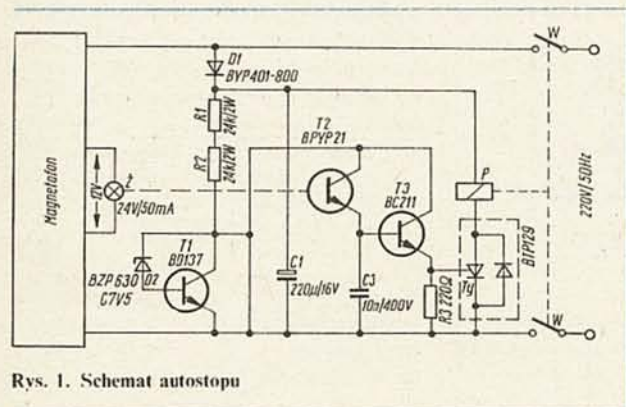 W
D1
BYP401-800
R1
24k/2W
R2
24k/2W
T2
BPYP21
Magnetofon
12V
Ż
24V/50mA
T3
BC211
P
220V/50Hz
T1
BD137
BZP630 D2
C7V5
C1
220µ/16V
C3
10n/400V
R3 220Ω
Ty
BTP129
W
Rys. 1. Schemat autostopu